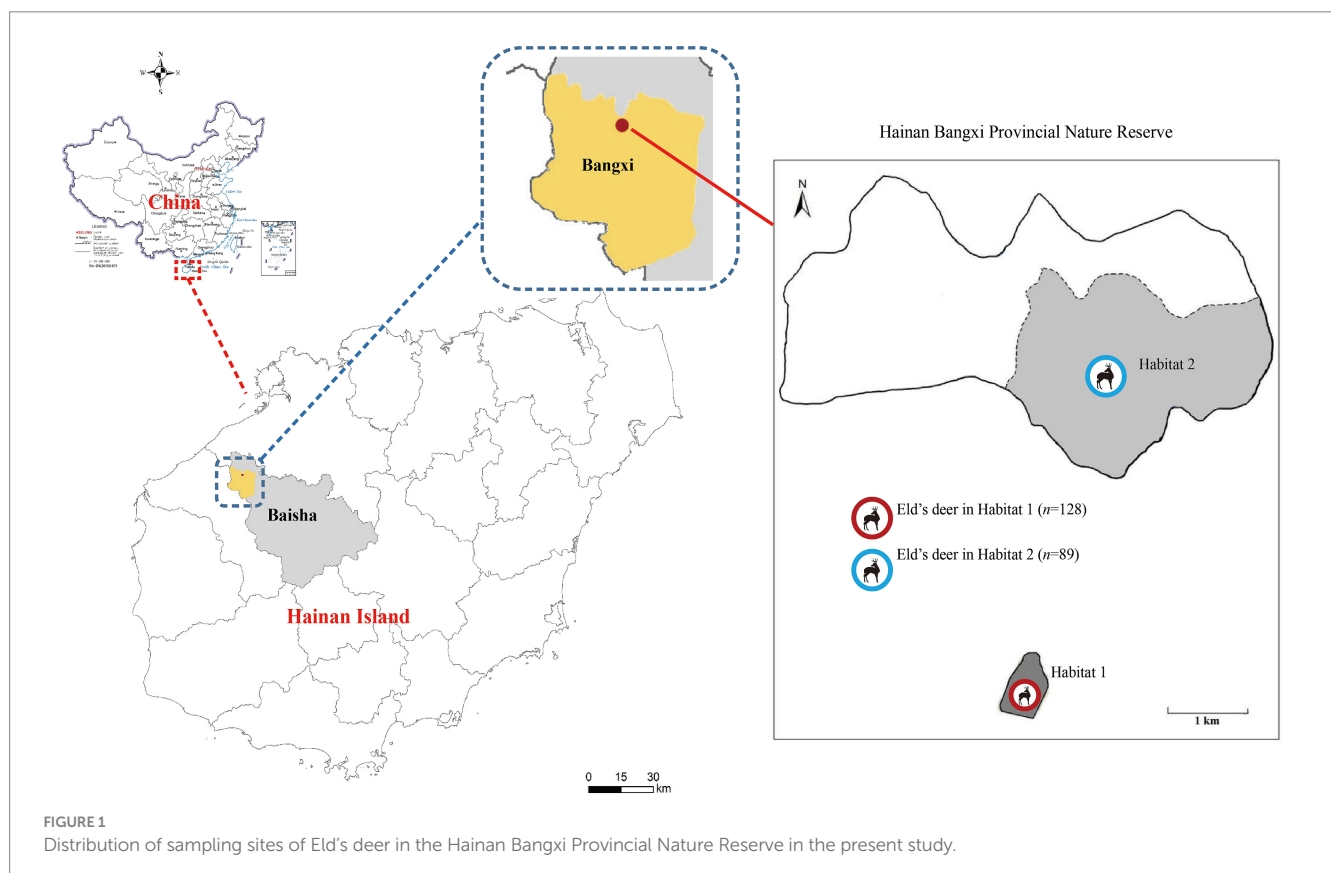 N
W
E
S
China
Bangxi
Baisha
Hainan Island
0 15 30
km
Hainan Bangxi Provincial Nature Reserve
N
Habitat 2
Eld's deer in Habitat 1 (n=128)
Eld's deer in Habitat 2 (n=89)
Habitat 1
1 km
FIGURE 1
Distribution of sampling sites of Eld's deer in the Hainan Bangxi Provincial Nature Reserve in the present study.